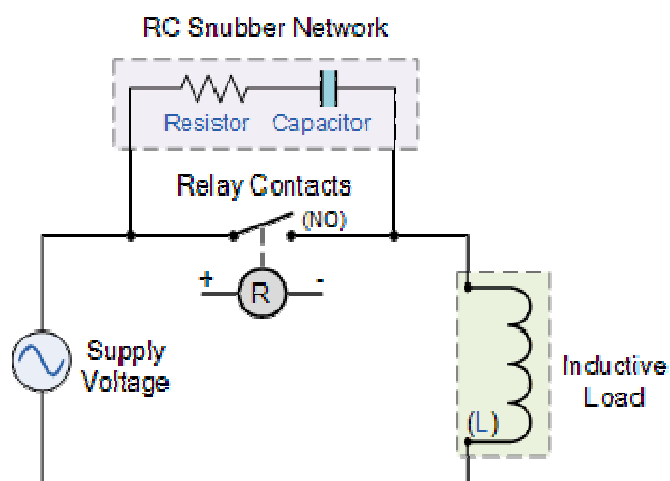 RC Snubber Network
Resistor Capacitor
Relay Contacts
(NO)
+ R -
Supply
Voltage
Inductive
Load
(L)